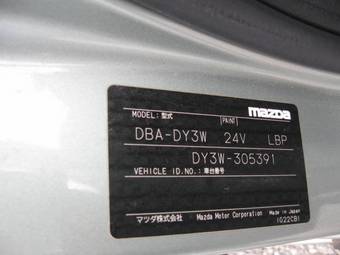 mazda
MODEL: 型式 PAINT
DBA-DY3W 24V LBP
DY3W-305391
VEHICLE ID.NO.: 車台番号
マツダ株式会社 Mazda Motor Corporation Made in Japan
1G22CB1